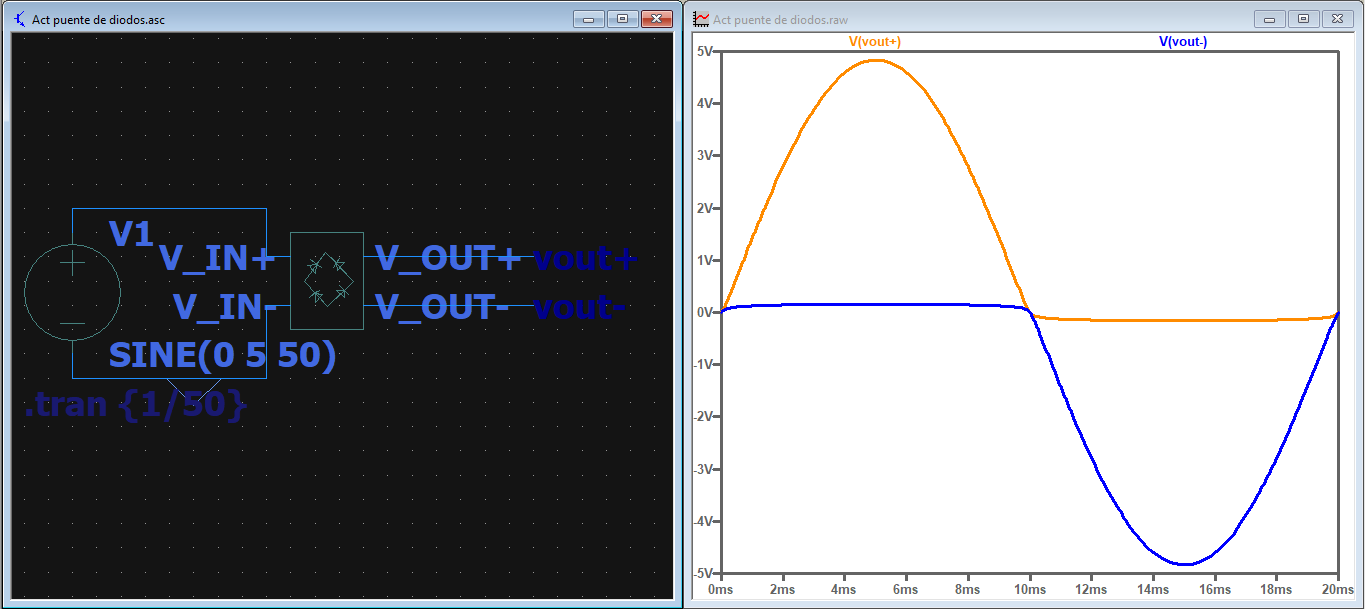 Act puente de diodos.asc
V1
V_IN+ V_OUT+ vout+
V_IN- V_OUT- vout-
SINE(0 5 50)
.tran {1/50}
Act puente de diodos.raw
V(vout+) V(vout-)
5V
4V
3V
2V
1V
0V
-1V
-2V
-3V
-4V
-5V
0ms 2ms 4ms 6ms 8ms 10ms 12ms 14ms 16ms 18ms 20ms